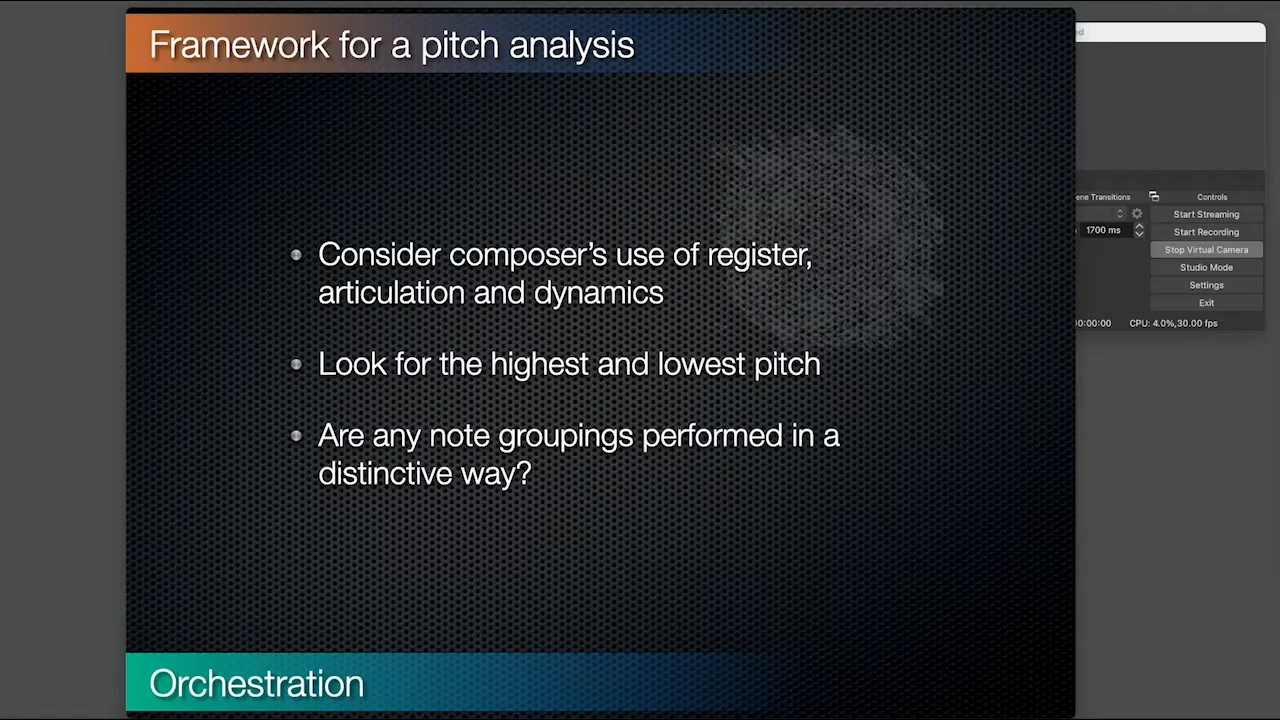 Framework for a pitch analysis
Consider composer's use of register,
articulation and dynamics
Look for the highest and lowest pitch
Are any note groupings performed in a
distinctive way?
Orchestration
ene Transitions
Controls
1700 ms
Start Streaming
Start Recording
Stop Virtual Camera
Studio Mode
Settings
Exit
0:00:00
CPU: 4.0%,30.00 fps